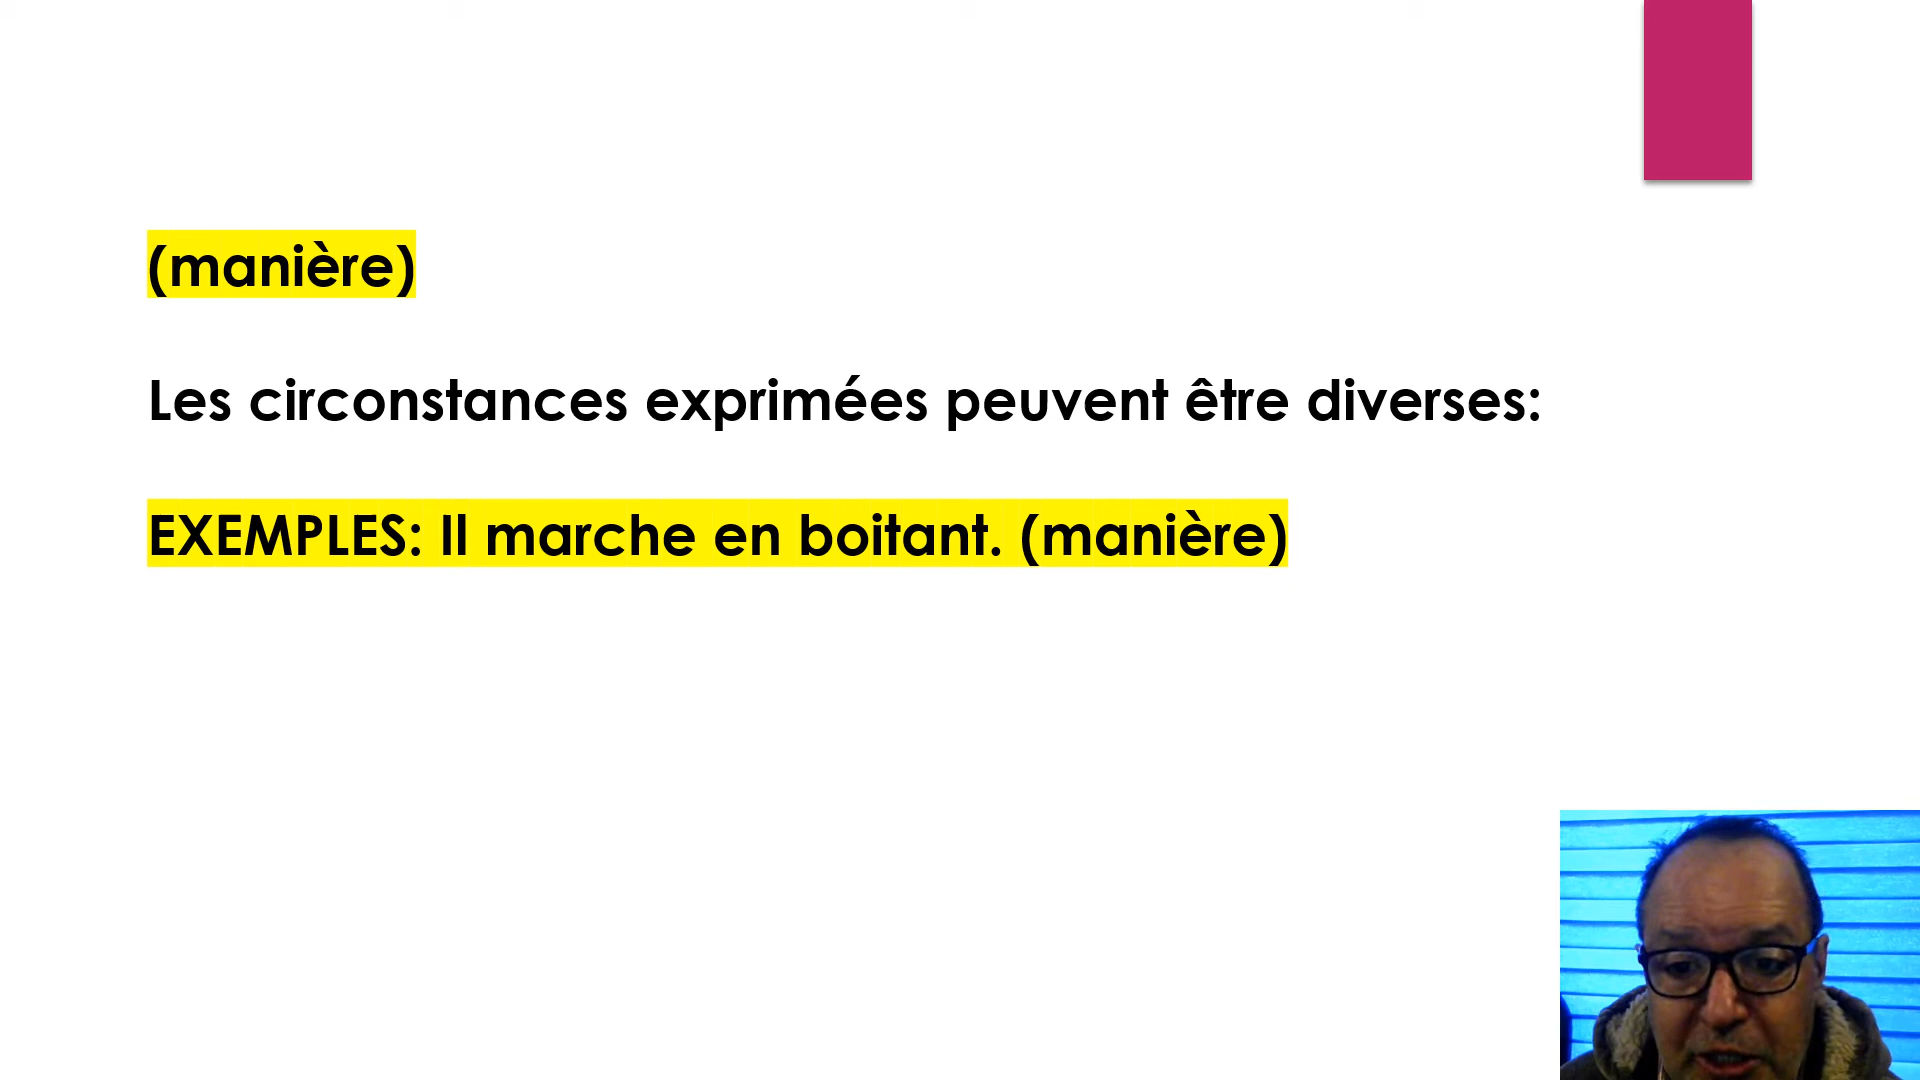 (manière)
Les circonstances exprimées peuvent être diverses:
EXEMPLES: Il marche en boitant. (manière)